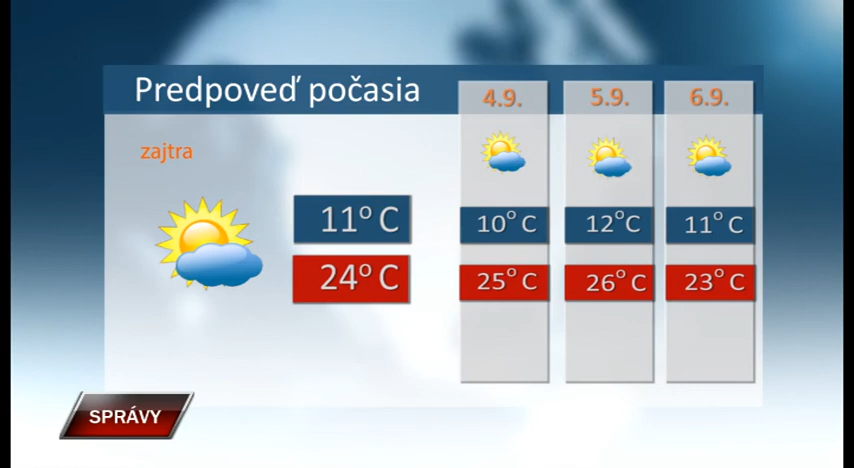 Predpoveď počasia
zajtra
11° C
24° C
4.9.
10° C
25° C
5.9.
12°C
26° C
6.9.
11° C
23° C
SPRÁVY